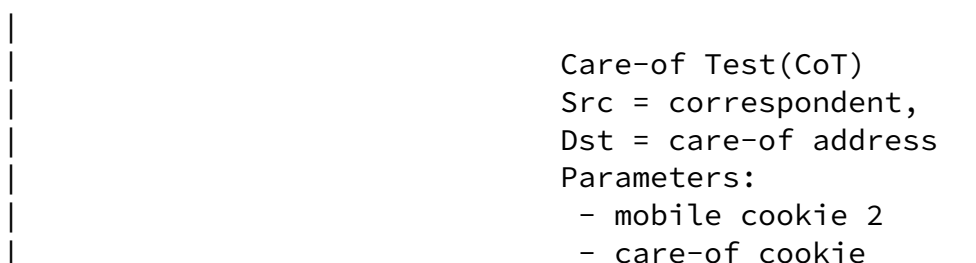 |
| Care-of Test(CoT)
| Src = correspondent,
| Dst = care-of address
| Parameters:
| - mobile cookie 2
| - care-of cookie